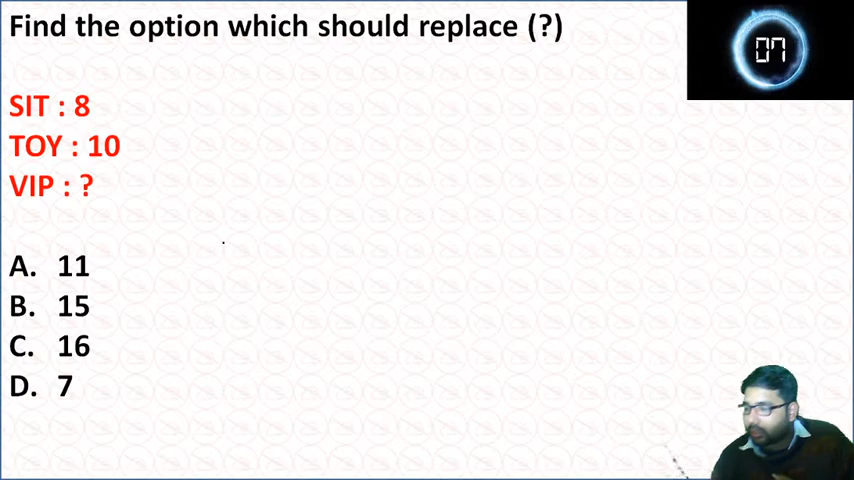 Find the option which should replace (?)
07
SIT : 8
TOY : 10
VIP : ?
A. 11
B. 15
C. 16
D. 7